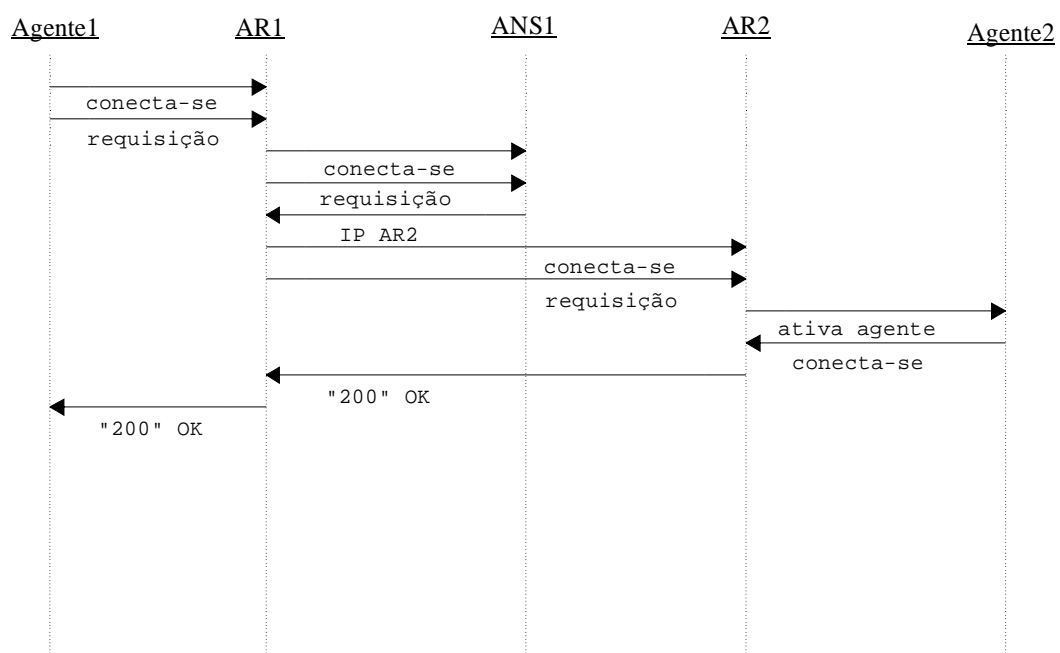 Agente1
AR1
ANS1
AR2
Agente2
conecta-se
requisição
conecta-se
requisição
IP AR2
conecta-se
requisição
ativa agente
conecta-se
"200" OK
"200" OK